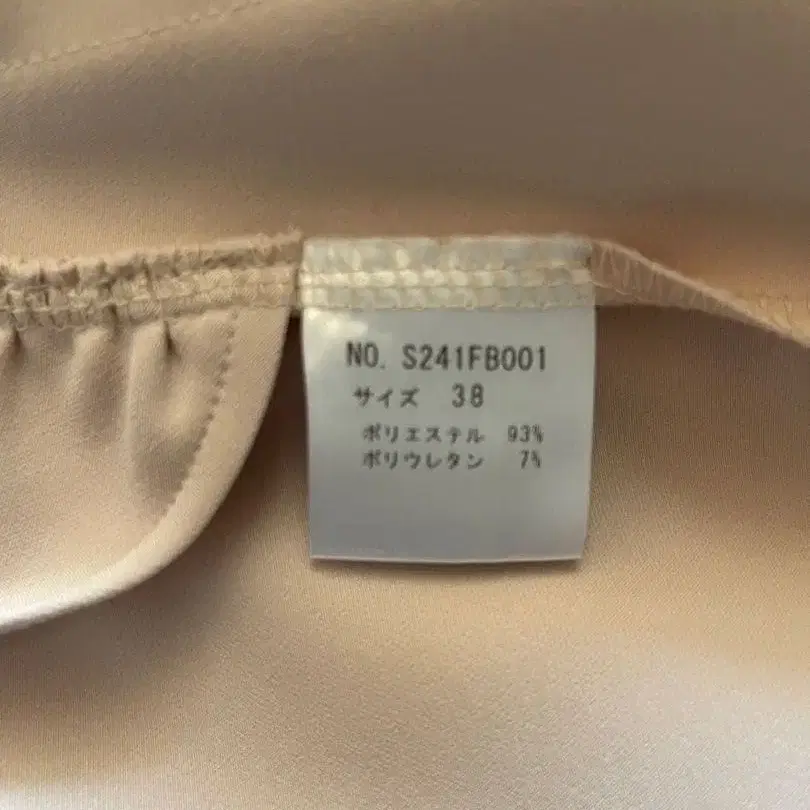 NO. S241FB001
サイズ 38
ポリエステル 93%
ポリウレタン 7%